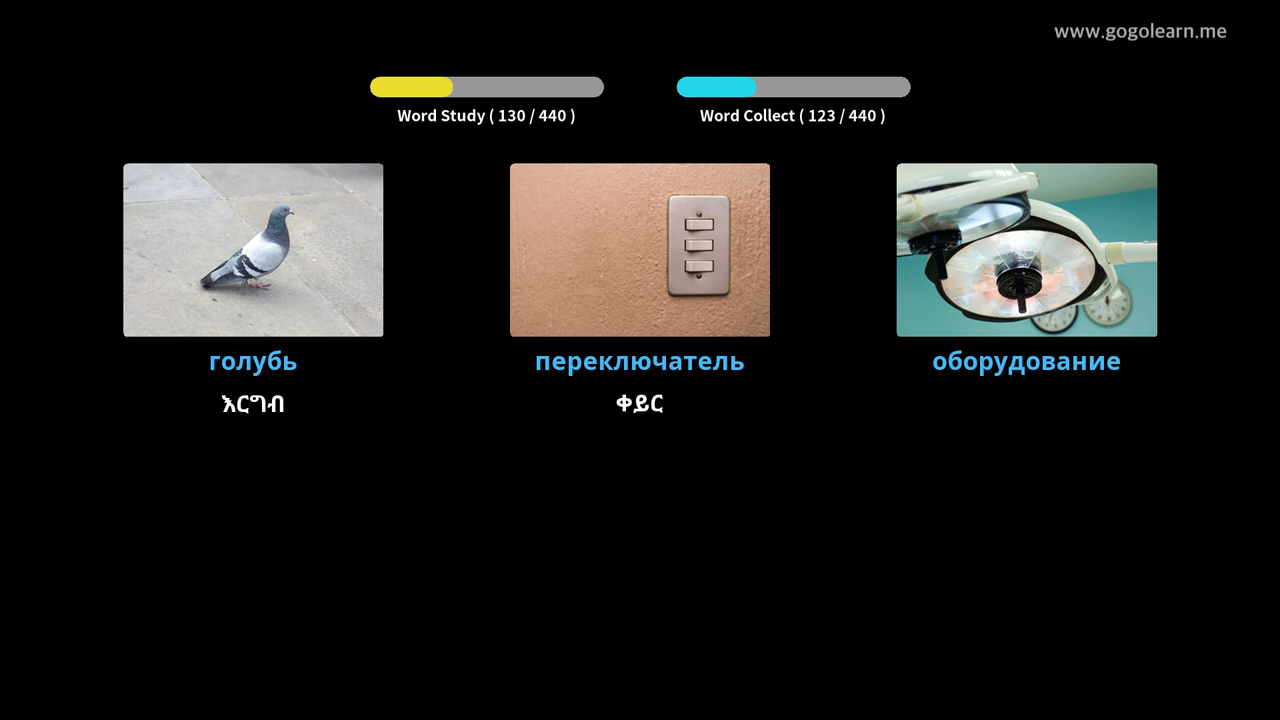 www.gogolearn.me
Word Study ( 130 / 440 )
Word Collect ( 123 / 440 )
голубь
переключатель
оборудование
እርግብ
ቀይር